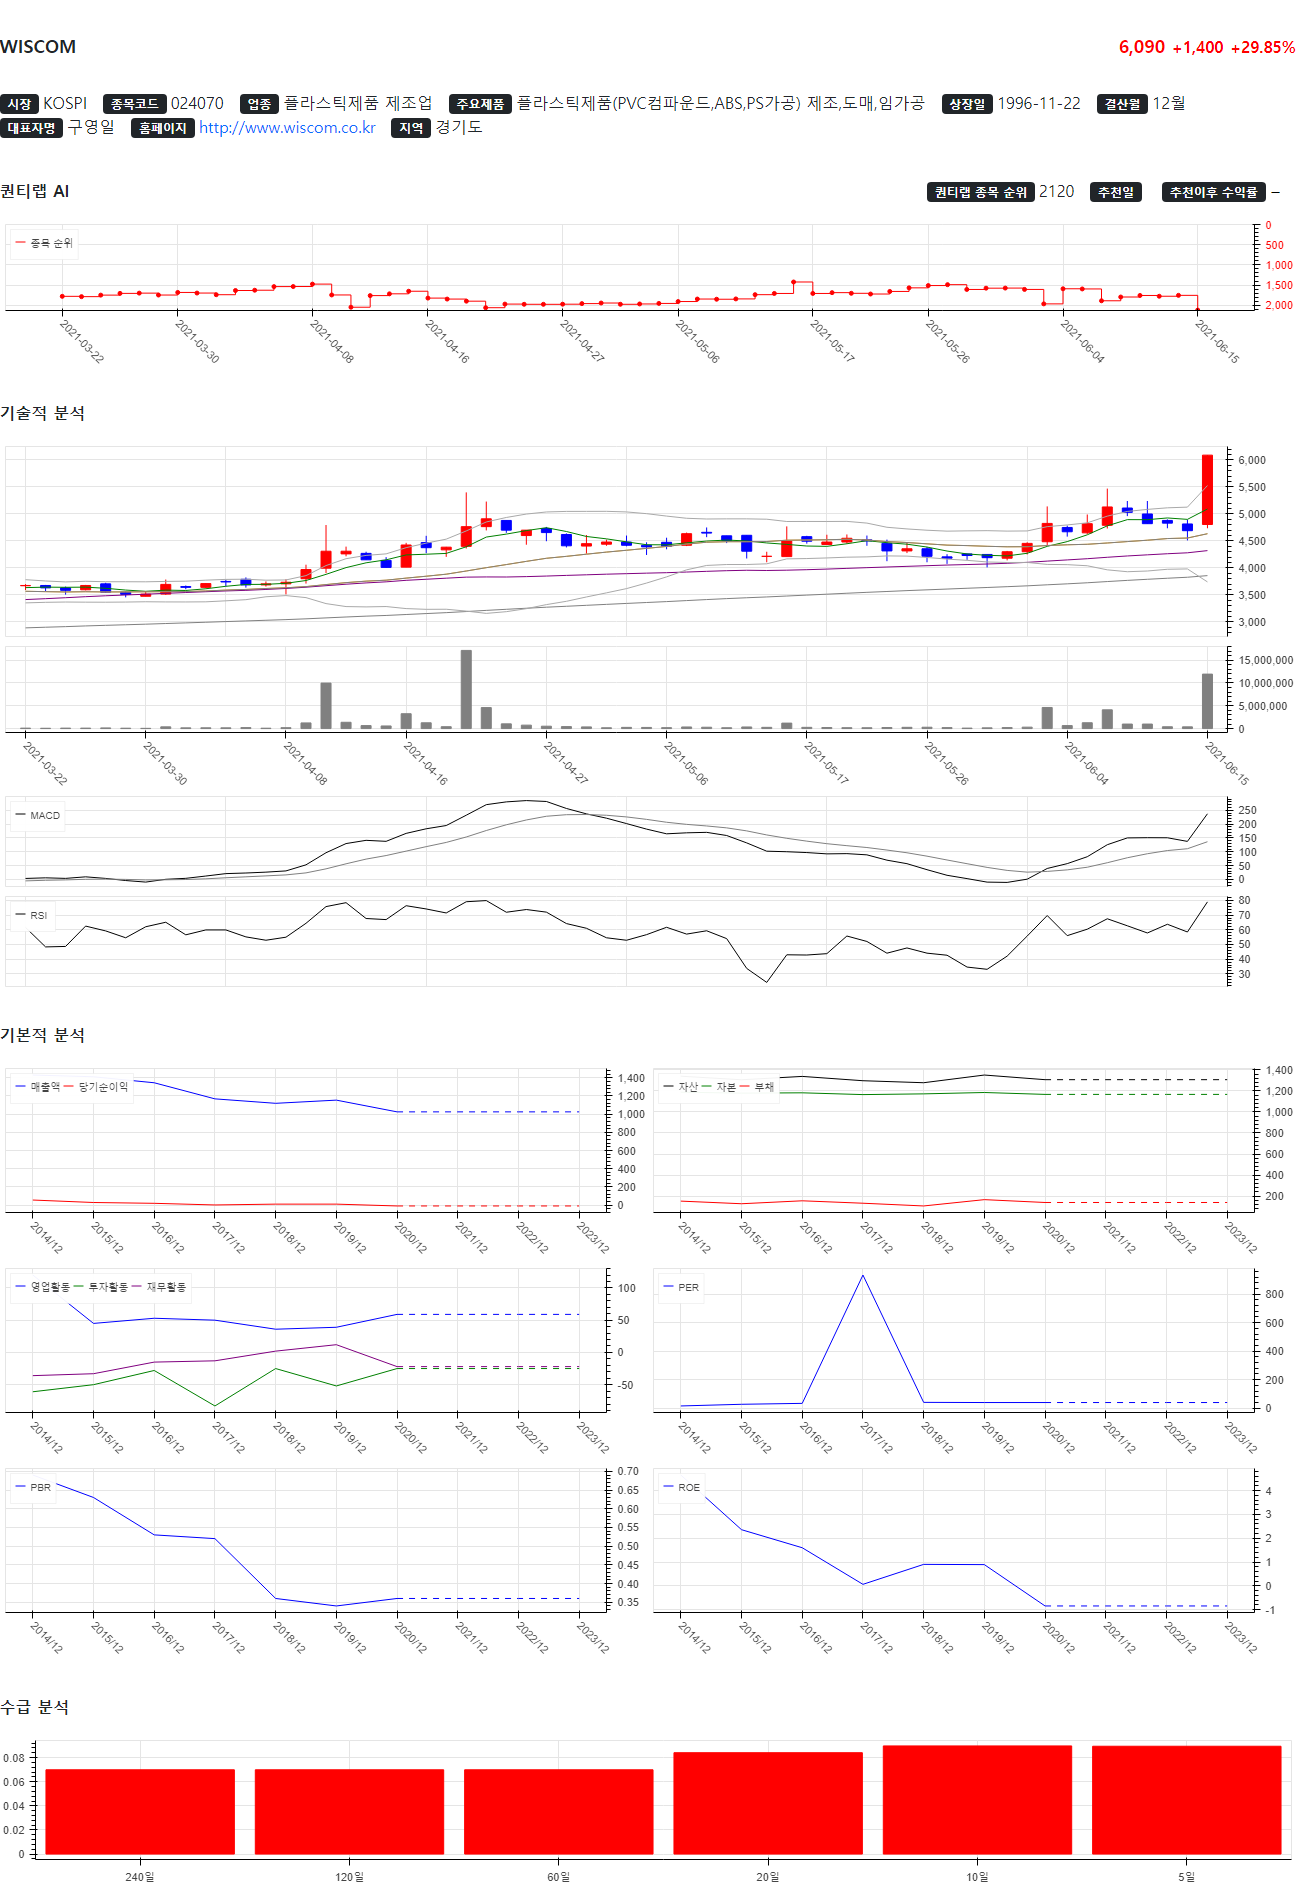 WISCOM 6,090 +1,400 +29.85%
시장 KOSPI 종목코드 024070 업종 플라스틱제품 제조업 주요제품 플라스틱제품(PVC컴파운드,ABS,PS가공) 제조,도매,임가공 상장일 1996-11-22 결산월 12월
대표자명 구영일 홈페이지 http://www.wiscom.co.kr 지역 경기도
퀀티랩 AI 퀀티랩 종목 순위 2120 추천일 추천이후 수익률 –
종목 순위
0
500
1,000
1,500
2,000
2021-03-22 2021-03-30 2021-04-08 2021-04-16 2021-04-27 2021-05-06 2021-05-17 2021-05-26 2021-06-04 2021-06-15
기술적 분석
6,000
5,500
5,000
4,500
4,000
3,500
3,000
15,000,000
10,000,000
5,000,000
0
2021-03-22 2021-03-30 2021-04-08 2021-04-16 2021-04-27 2021-05-06 2021-05-17 2021-05-26 2021-06-04 2021-06-15
MACD
250
200
150
100
50
0
RSI
80
70
60
50
40
30
기본적 분석
매출액 당기순이익
1,400
1,200
1,000
800
600
400
200
0
2014/12 2015/12 2016/12 2017/12 2018/12 2019/12 2020/12 2021/12 2022/12 2023/12
자산 자본 부채
1,400
1,200
1,000
800
600
400
200
2014/12 2015/12 2016/12 2017/12 2018/12 2019/12 2020/12 2021/12 2022/12 2023/12
영업활동 투자활동 재무활동
100
50
0
-50
2014/12 2015/12 2016/12 2017/12 2018/12 2019/12 2020/12 2021/12 2022/12 2023/12
PER
800
600
400
200
0
2014/12 2015/12 2016/12 2017/12 2018/12 2019/12 2020/12 2021/12 2022/12 2023/12
PBR
0.70
0.65
0.60
0.55
0.50
0.45
0.40
0.35
2014/12 2015/12 2016/12 2017/12 2018/12 2019/12 2020/12 2021/12 2022/12 2023/12
ROE
4
3
2
1
0
-1
2014/12 2015/12 2016/12 2017/12 2018/12 2019/12 2020/12 2021/12 2022/12 2023/12
수급 분석
0.08
0.06
0.04
0.02
0
240일 120일 60일 20일 10일 5일